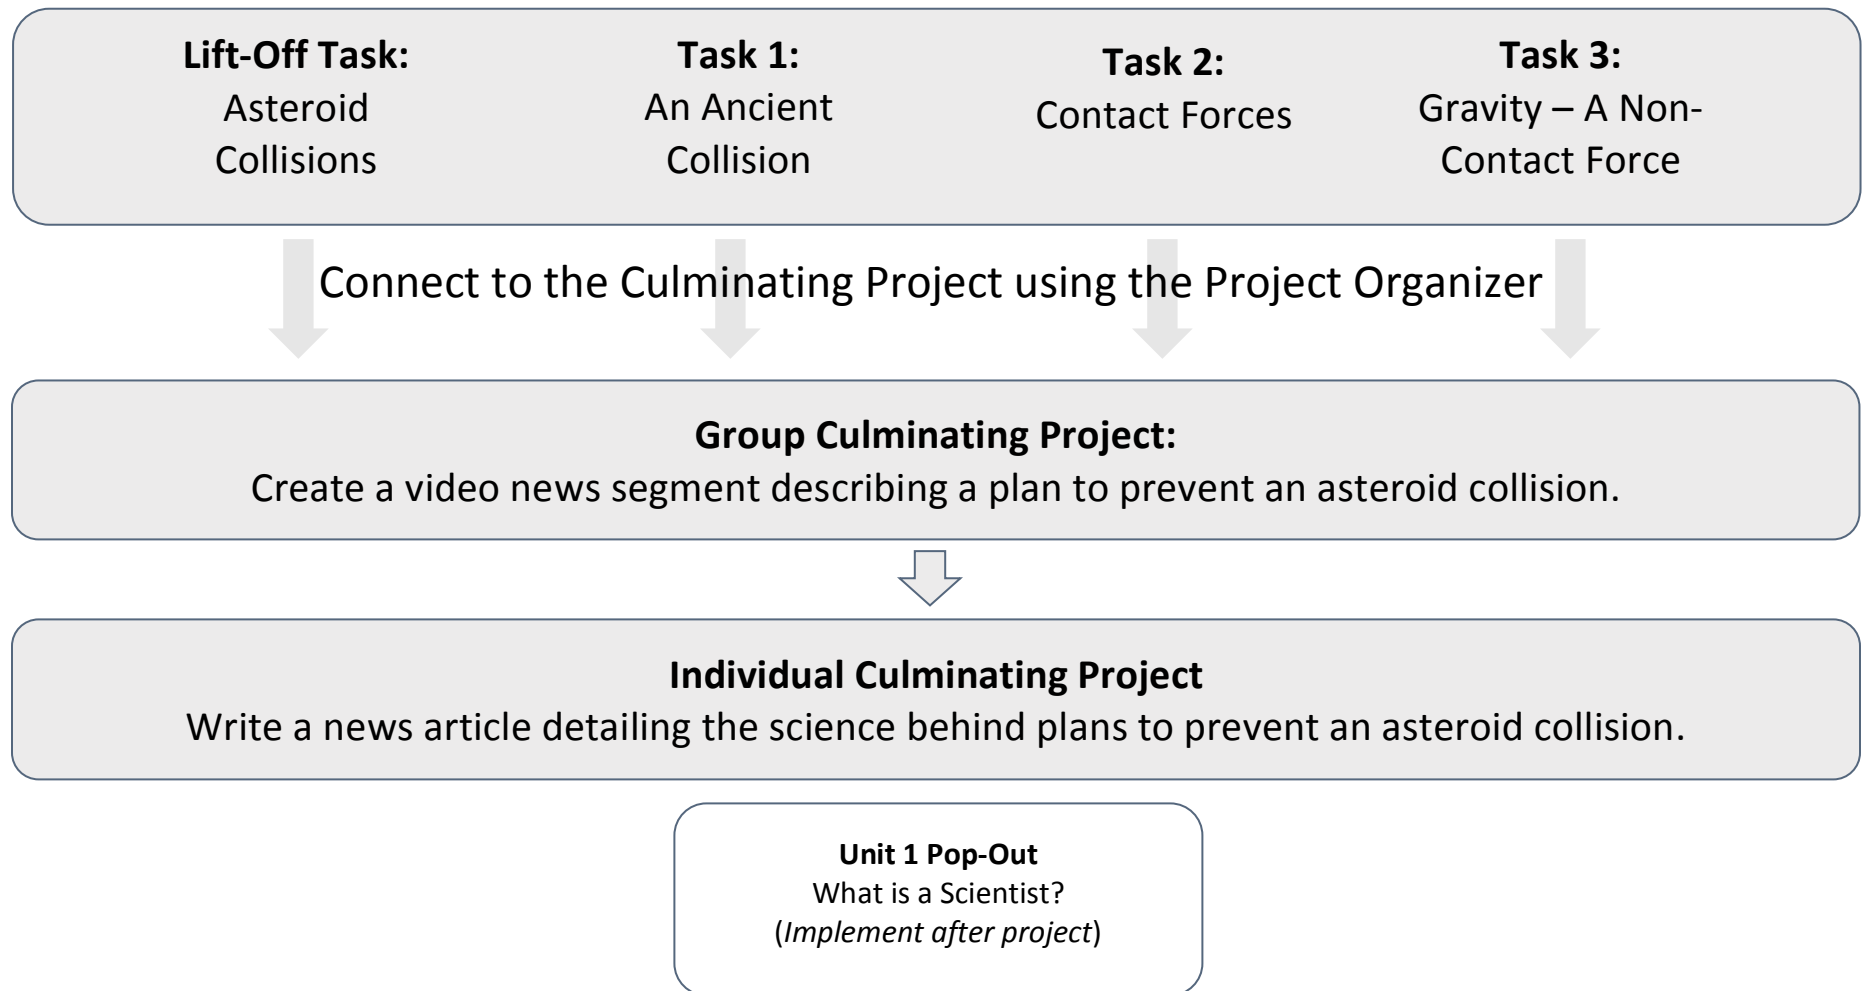 Lift-Off Task:
Asteroid
Collisions
Task 1:
An Ancient
Collision
Task 2:
Contact Forces
Task 3:
Gravity – A Non-
Contact Force
Connect to the Culminating Project using the Project Organizer
Group Culminating Project:
Create a video news segment describing a plan to prevent an asteroid collision.
Individual Culminating Project
Write a news article detailing the science behind plans to prevent an asteroid collision.
Unit 1 Pop-Out
What is a Scientist?
(Implement after project)